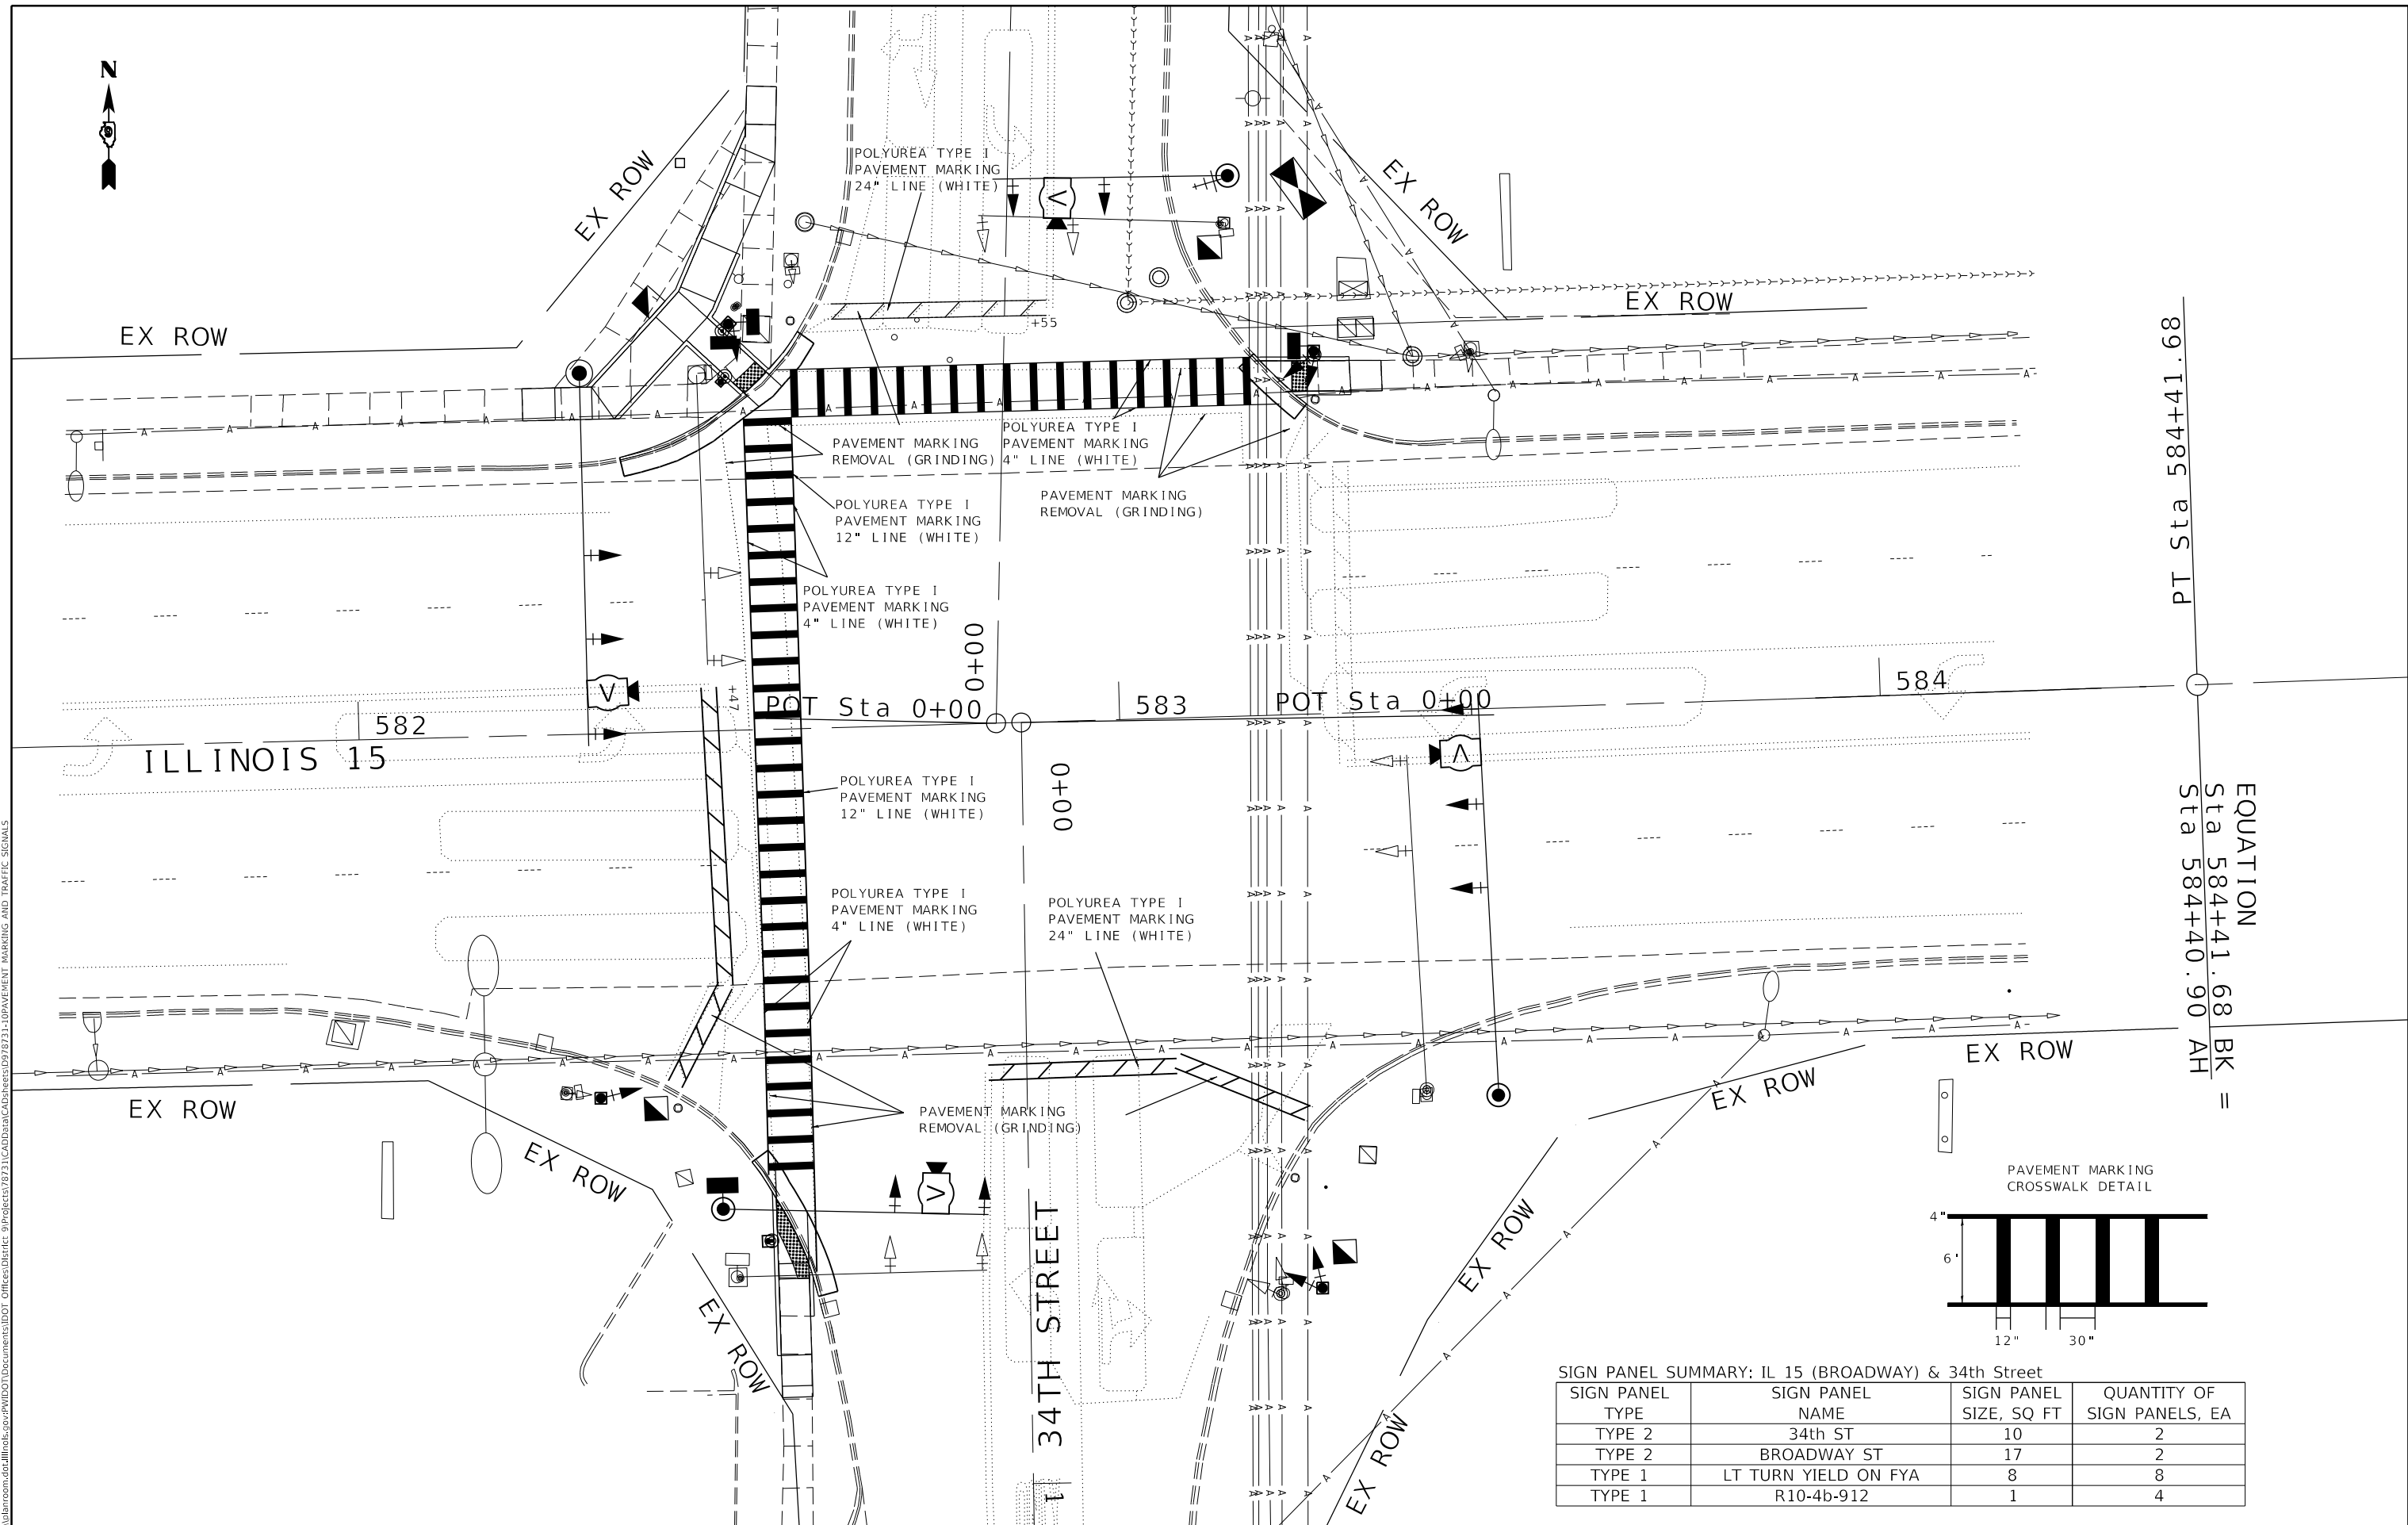 N
EX ROW
EX ROW
POLYUREA TYPE I
PAVEMENT MARKING
24" LINE (WHITE)
V
EX ROW
EX ROW
+55
PT Sta 584+41.68
PAVEMENT MARKING
REMOVAL (GRINDING)
POLYUREA TYPE I
PAVEMENT MARKING
4" LINE (WHITE)
PAVEMENT MARKING
REMOVAL (GRINDING)
POLYUREA TYPE I
PAVEMENT MARKING
12" LINE (WHITE)
POLYUREA TYPE I
PAVEMENT MARKING
4" LINE (WHITE)
0+00
V
+47
POT Sta 0+00
583
POT Sta 0+00
584
582
ILLINOIS 15
V
0+00
POLYUREA TYPE I
PAVEMENT MARKING
12" LINE (WHITE)
EQUATION
Sta 584+41.68 BK =
Sta 584+40.90 AH
POLYUREA TYPE I
PAVEMENT MARKING
4" LINE (WHITE)
POLYUREA TYPE I
PAVEMENT MARKING
24" LINE (WHITE)
EX ROW
EX ROW
EX ROW
EX ROW
PAVEMENT MARKING
REMOVAL (GRINDING)
V
34TH STREET
1
EX ROW
EX ROW
EX ROW
PAVEMENT MARKING
CROSSWALK DETAIL
4"
6'
12"
30"
SIGN PANEL SUMMARY: IL 15 (BROADWAY) & 34th Street
SIGN PANEL TYPE SIGN PANEL NAME SIGN PANEL SIZE, SQ FT QUANTITY OF SIGN PANELS, EA
TYPE 2 34th ST 10 2
TYPE 2 BROADWAY ST 17 2
TYPE 1 LT TURN YIELD ON FYA 8 8
TYPE 1 R10-4b-912 1 4